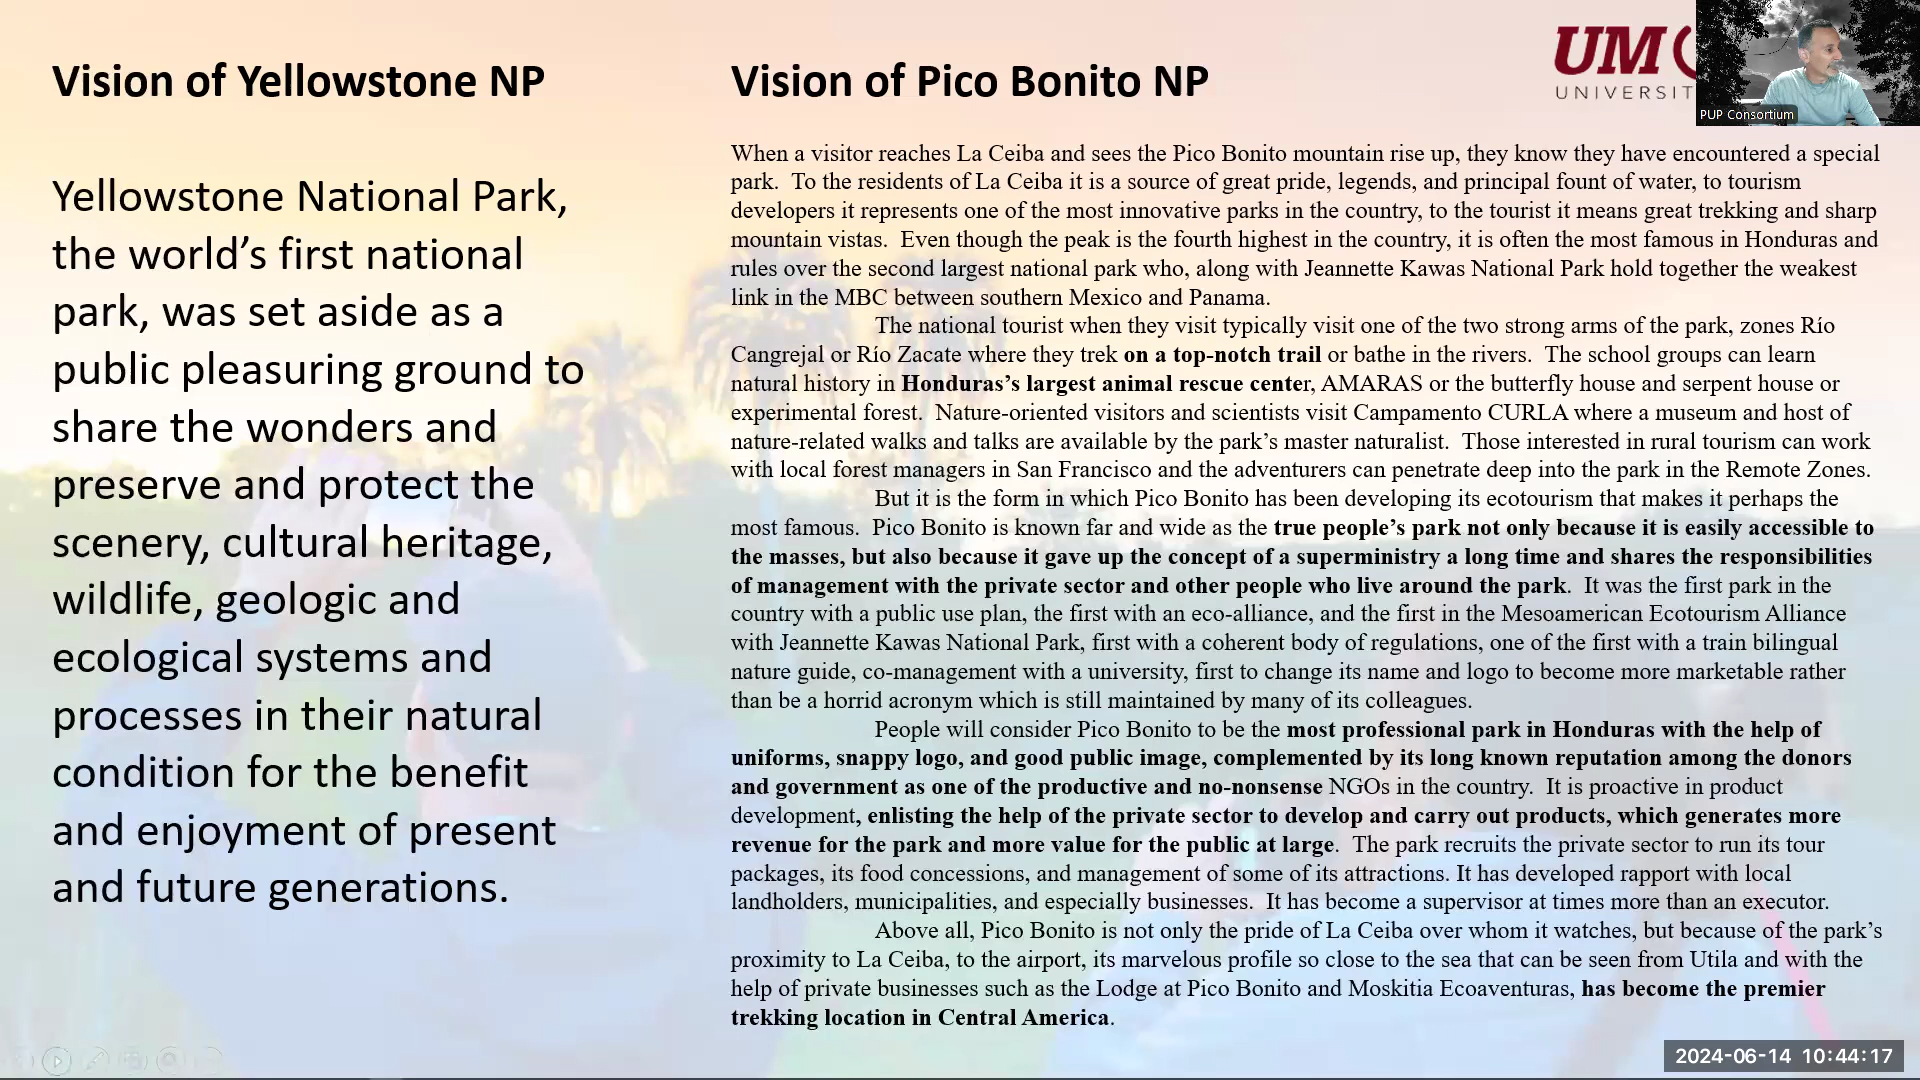 Vision of Yellowstone NP
Yellowstone National Park,
the world’s first national
park, was set aside as a
public pleasuring ground to
share the wonders and
preserve and protect the
scenery, cultural heritage,
wildlife, geologic and
ecological systems and
processes in their natural
condition for the benefit
and enjoyment of present
and future generations.
Vision of Pico Bonito NP
When a visitor reaches La Ceiba and sees the Pico Bonito mountain rise up, they know they have encountered a special
park.  To the residents of La Ceiba it is a source of great pride, legends, and principal fount of water, to tourism
developers it represents one of the most innovative parks in the country, to the tourist it means great trekking and sharp
mountain vistas.  Even though the peak is the fourth highest in the country, it is often the most famous in Honduras and
rules over the second largest national park who, along with Jeannette Kawas National Park hold together the weakest
link in the MBC between southern Mexico and Panama.
The national tourist when they visit typically visit one of the two strong arms of the park, zones Río
Cangrejal or Río Zacate where they trek on a top-notch trail or bathe in the rivers.  The school groups can learn
natural history in Honduras’s largest animal rescue center, AMARAS or the butterfly house and serpent house or
experimental forest.  Nature-oriented visitors and scientists visit Campamento CURLA where a museum and host of
nature-related walks and talks are available by the park’s master naturalist.  Those interested in rural tourism can work
with local forest managers in San Francisco and the adventurers can penetrate deep into the park in the Remote Zones.
But it is the form in which Pico Bonito has been developing its ecotourism that makes it perhaps the
most famous.  Pico Bonito is known far and wide as the true people’s park not only because it is easily accessible to
the masses, but also because it gave up the concept of a superministry a long time and shares the responsibilities
of management with the private sector and other people who live around the park.  It was the first park in the
country with a public use plan, the first with an eco-alliance, and the first in the Mesoamerican Ecotourism Alliance
with Jeannette Kawas National Park, first with a coherent body of regulations, one of the first with a train bilingual
nature guide, co-management with a university, first to change its name and logo to become more marketable rather
than be a horrid acronym which is still maintained by many of its colleagues.
People will consider Pico Bonito to be the most professional park in Honduras with the help of
uniforms, snappy logo, and good public image, complemented by its long known reputation among the donors
and government as one of the productive and no-nonsense NGOs in the country.  It is proactive in product
development, enlisting the help of the private sector to develop and carry out products, which generates more
revenue for the park and more value for the public at large.  The park recruits the private sector to run its tour
packages, its food concessions, and management of some of its attractions. It has developed rapport with local
landholders, municipalities, and especially businesses.  It has become a supervisor at times more than an executor.
Above all, Pico Bonito is not only the pride of La Ceiba over whom it watches, but because of the park’s
proximity to La Ceiba, to the airport, its marvelous profile so close to the sea that can be seen from Utila and with the
help of private businesses such as the Lodge at Pico Bonito and Moskitia Ecoaventuras, has become the premier
trekking location in Central America.
UM
UNIVERSIT
PUP Consortium
2024-06-14 10:44:17